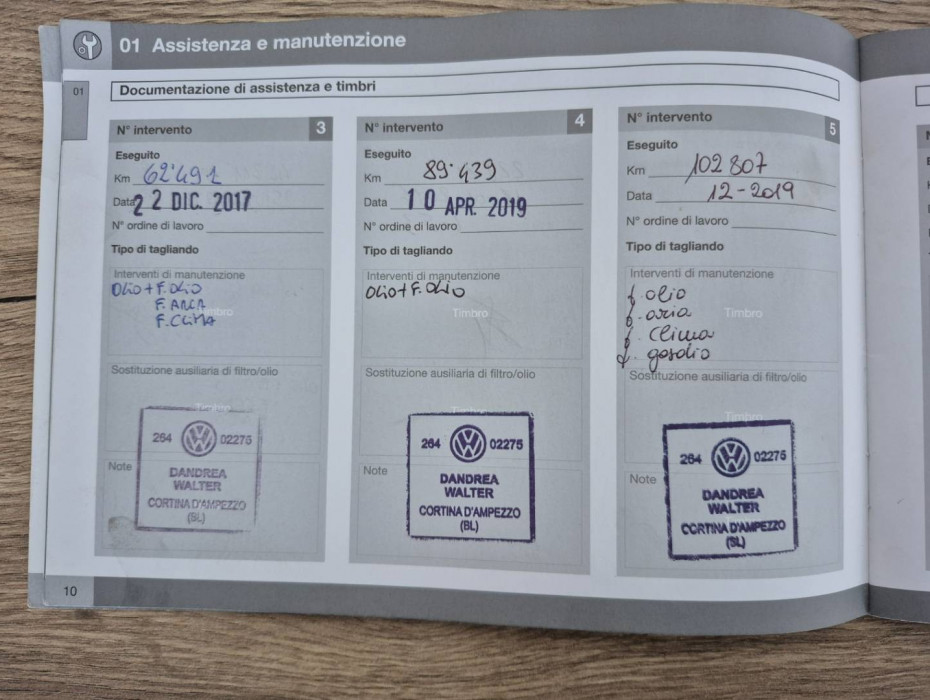 01 Assistenza e manutenzione
01
Documentazione di assistenza e timbri
N° intervento 3
Eseguito
Km 62'491
Data 22 DIC. 2017
N° ordine di lavoro
Tipo di tagliando
Interventi di manutenzione
OLIO + F. OLIO
F. ARIA
F. CLIMA
Timbro
Sostituzione ausiliaria di filtro/olio
Timbro
264 02275
Note
DANDREA
WALTER
CORTINA D'AMPEZZO
(BL)
N° intervento 4
Eseguito
Km 89'439
Data 10 APR. 2019
N° ordine di lavoro
Tipo di tagliando
Interventi di manutenzione
OLIO + F. OLIO
Timbro
Sostituzione ausiliaria di filtro/olio
Timbro
264 02275
Note
DANDREA
WALTER
CORTINA D'AMPEZZO
(BL)
N° intervento 5
Eseguito
Km 102807
Data 12-2019
N° ordine di lavoro
Tipo di tagliando
Interventi di manutenzione
f. olio
f. aria
Timbro
f. clima
f. gasolio
Sostituzione ausiliaria di filtro/olio
Timbro
264 02275
Note
DANDREA
WALTER
CORTINA D'AMPEZZO
(BL)
10